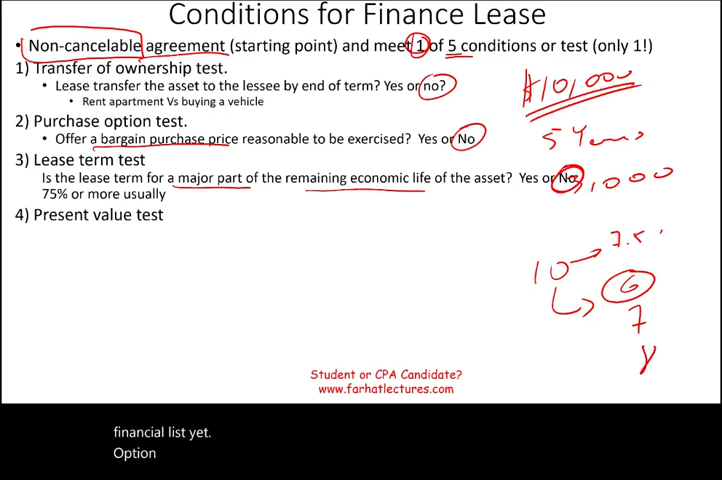 Conditions for Finance Lease
• Non-cancelable agreement (starting point) and meet 1 of 5 conditions or test (only 1!)
1) Transfer of ownership test.
• Lease transfer the asset to the lessee by end of term? Yes or no?
• Rent apartment Vs buying a vehicle
2) Purchase option test.
• Offer a bargain purchase price reasonable to be exercised? Yes or No
3) Lease term test
Is the lease term for a major part of the remaining economic life of the asset? Yes or No
75% or more usually
4) Present value test
$10,000
5 Years
,000
7.5
10
6
7
Student or CPA Candidate?
www.farhatlectures.com
financial list yet.
Option